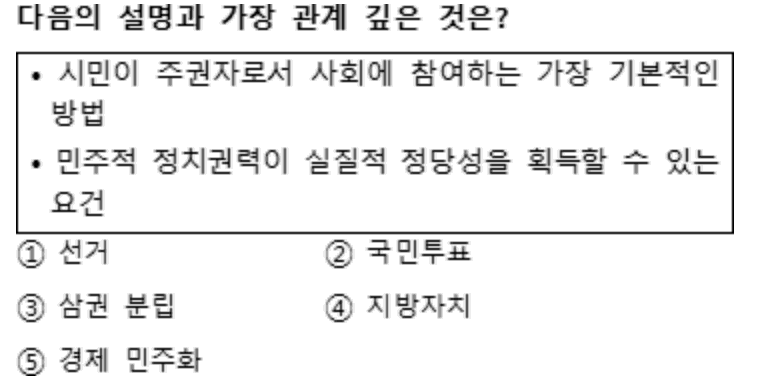 다음의 설명과 가장 관계 깊은 것은?
• 시민이 주권자로서 사회에 참여하는 가장 기본적인
방법
• 민주적 정치권력이 실질적 정당성을 획득할 수 있는
요건
① 선거 ② 국민투표
③ 삼권 분립 ④ 지방자치
⑤ 경제 민주화